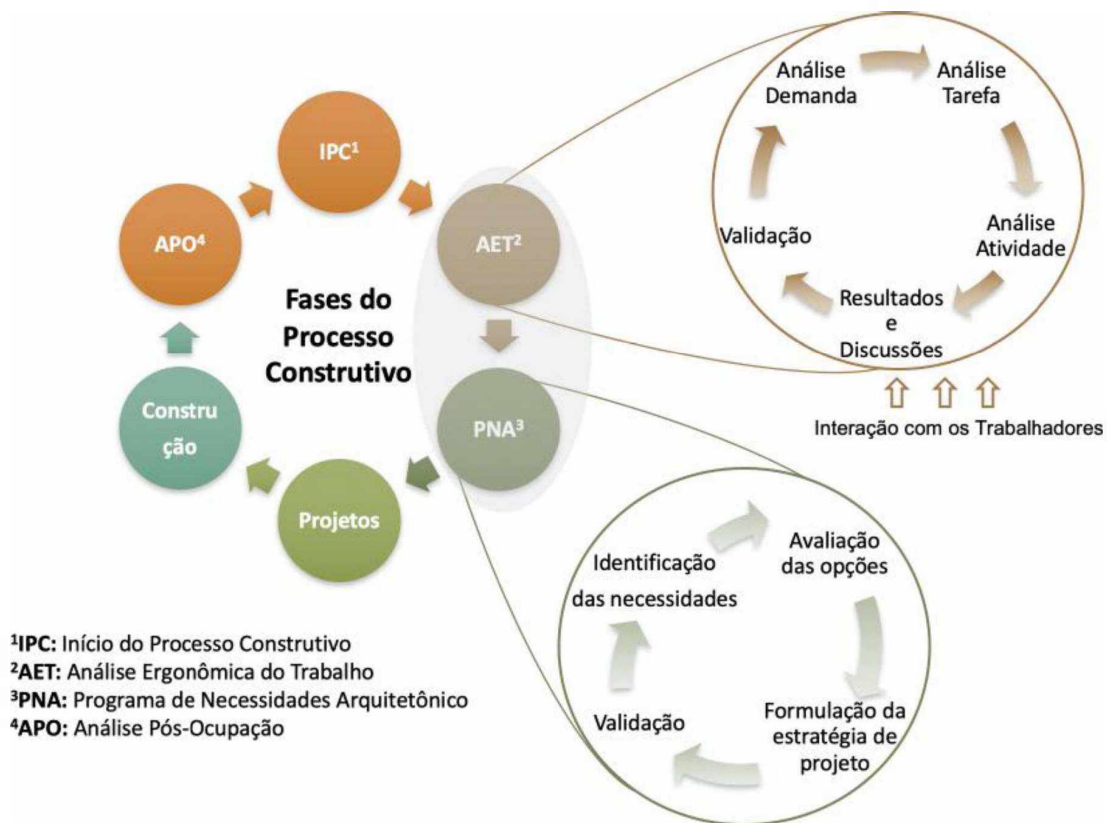 IPC¹
AET²
PNA³
Projetos
Constru
ção
APO⁴
Fases do
Processo
Construtivo
Análise
Demanda
Análise
Tarefa
Análise
Atividade
Resultados
e
Discussões
Validação
Interação com os Trabalhadores
Identificação
das necessidades
Avaliação
das opções
Formulação da
estratégia de
projeto
Validação
¹IPC: Início do Processo Construtivo
²AET: Análise Ergonômica do Trabalho
³PNA: Programa de Necessidades Arquitetônico
⁴APO: Análise Pós-Ocupação